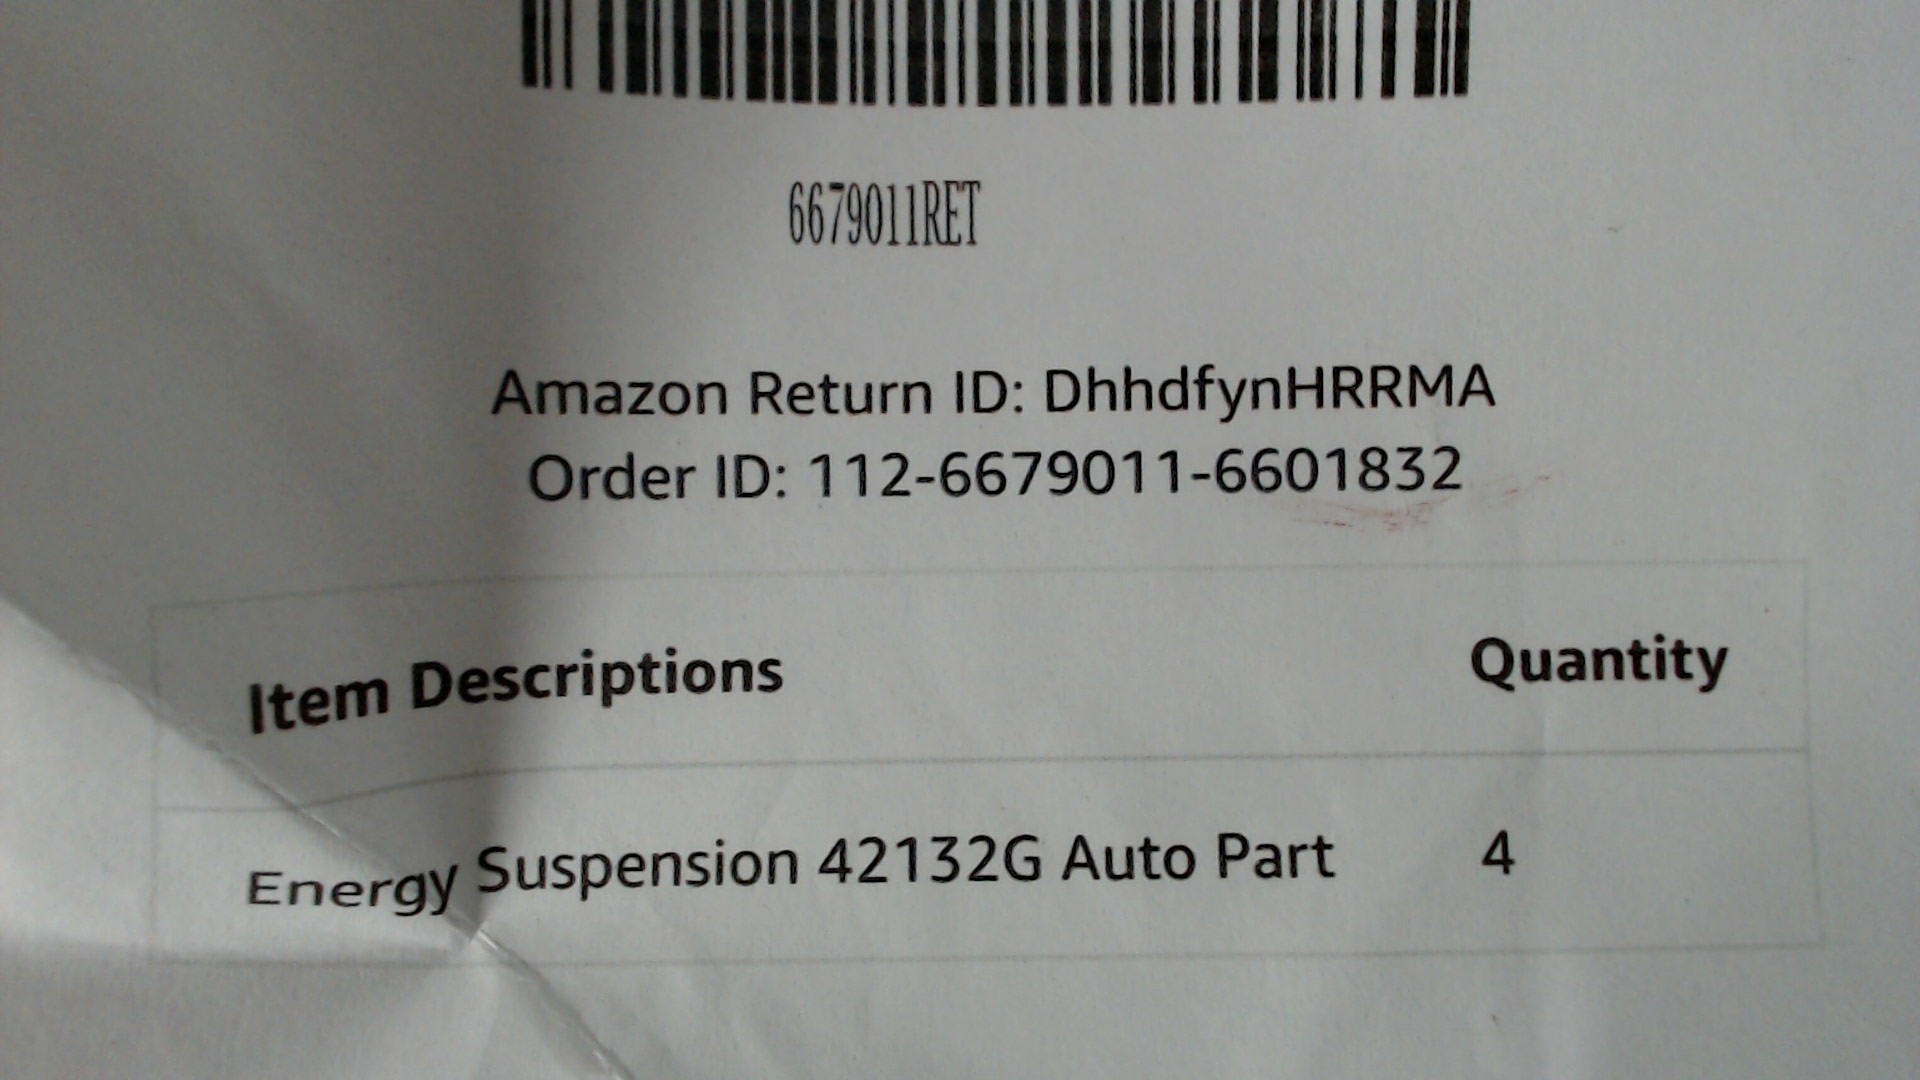 6679011RET
Amazon Return ID: DhhdfynHRRMA
Order ID: 112-6679011-6601832
Item Descriptions Quantity
Energy Suspension 42132G Auto Part 4